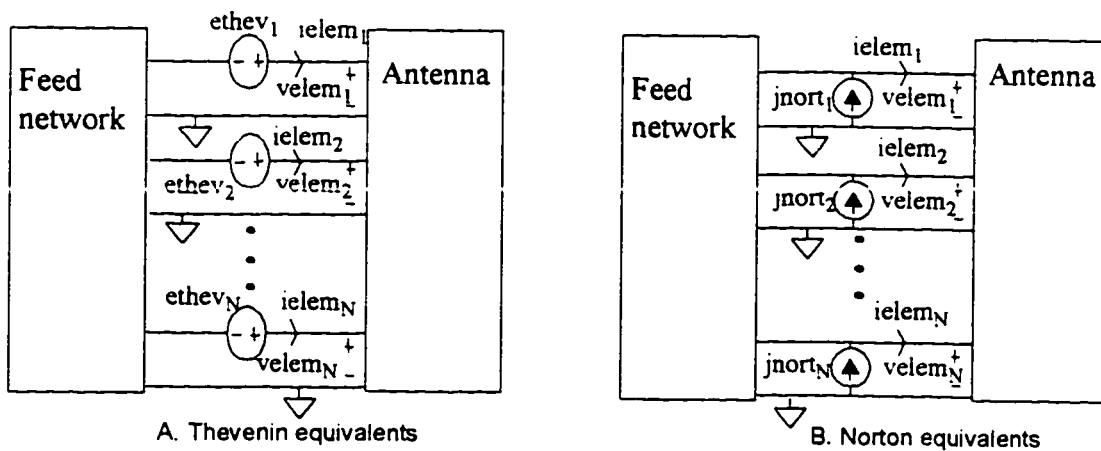 ethev1
ielem1
Feed network
- +
velem1
+
-
Antenna
ielem2
- +
ethev2
velem2
+
-
ethevN
ielemN
- +
velemN
+
-
A. Thevenin equivalents
Feed network
ielem1
jnort1
velem1
+
-
Antenna
ielem2
jnort2
velem2
+
-
ielemN
jnortN
velemN
+
-
B. Norton equivalents